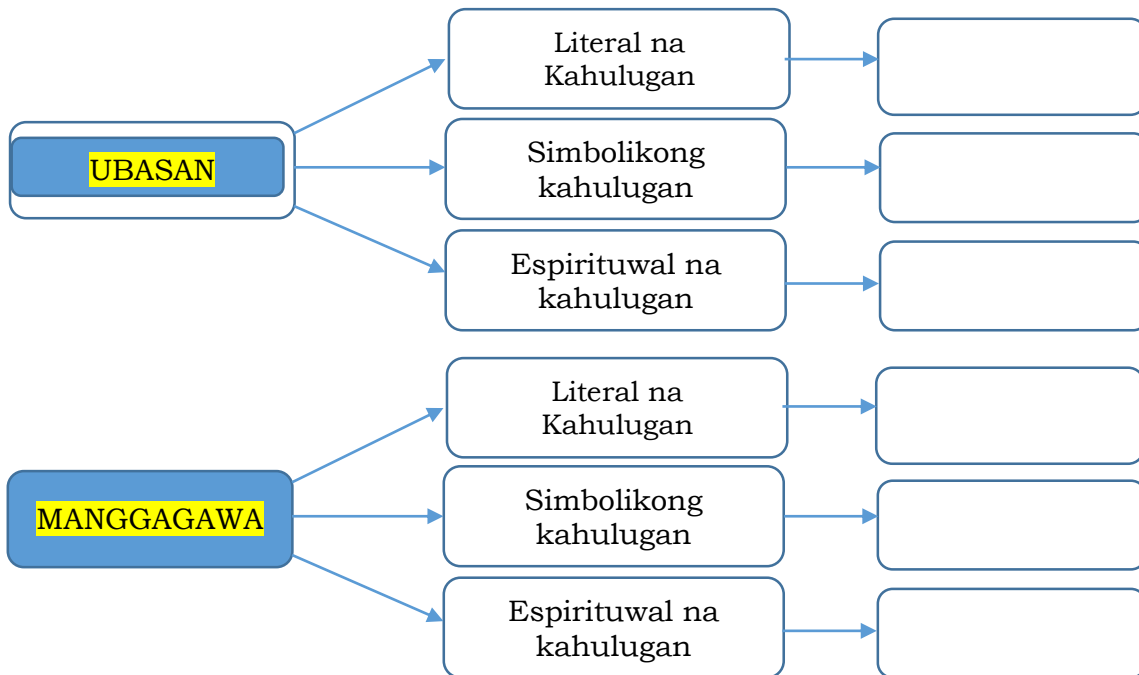 Literal na
Kahulugan
UBASAN
Simbolikong
kahulugan
Espirituwal na
kahulugan
Literal na
Kahulugan
MANGGAGAWA
Simbolikong
kahulugan
Espirituwal na
kahulugan